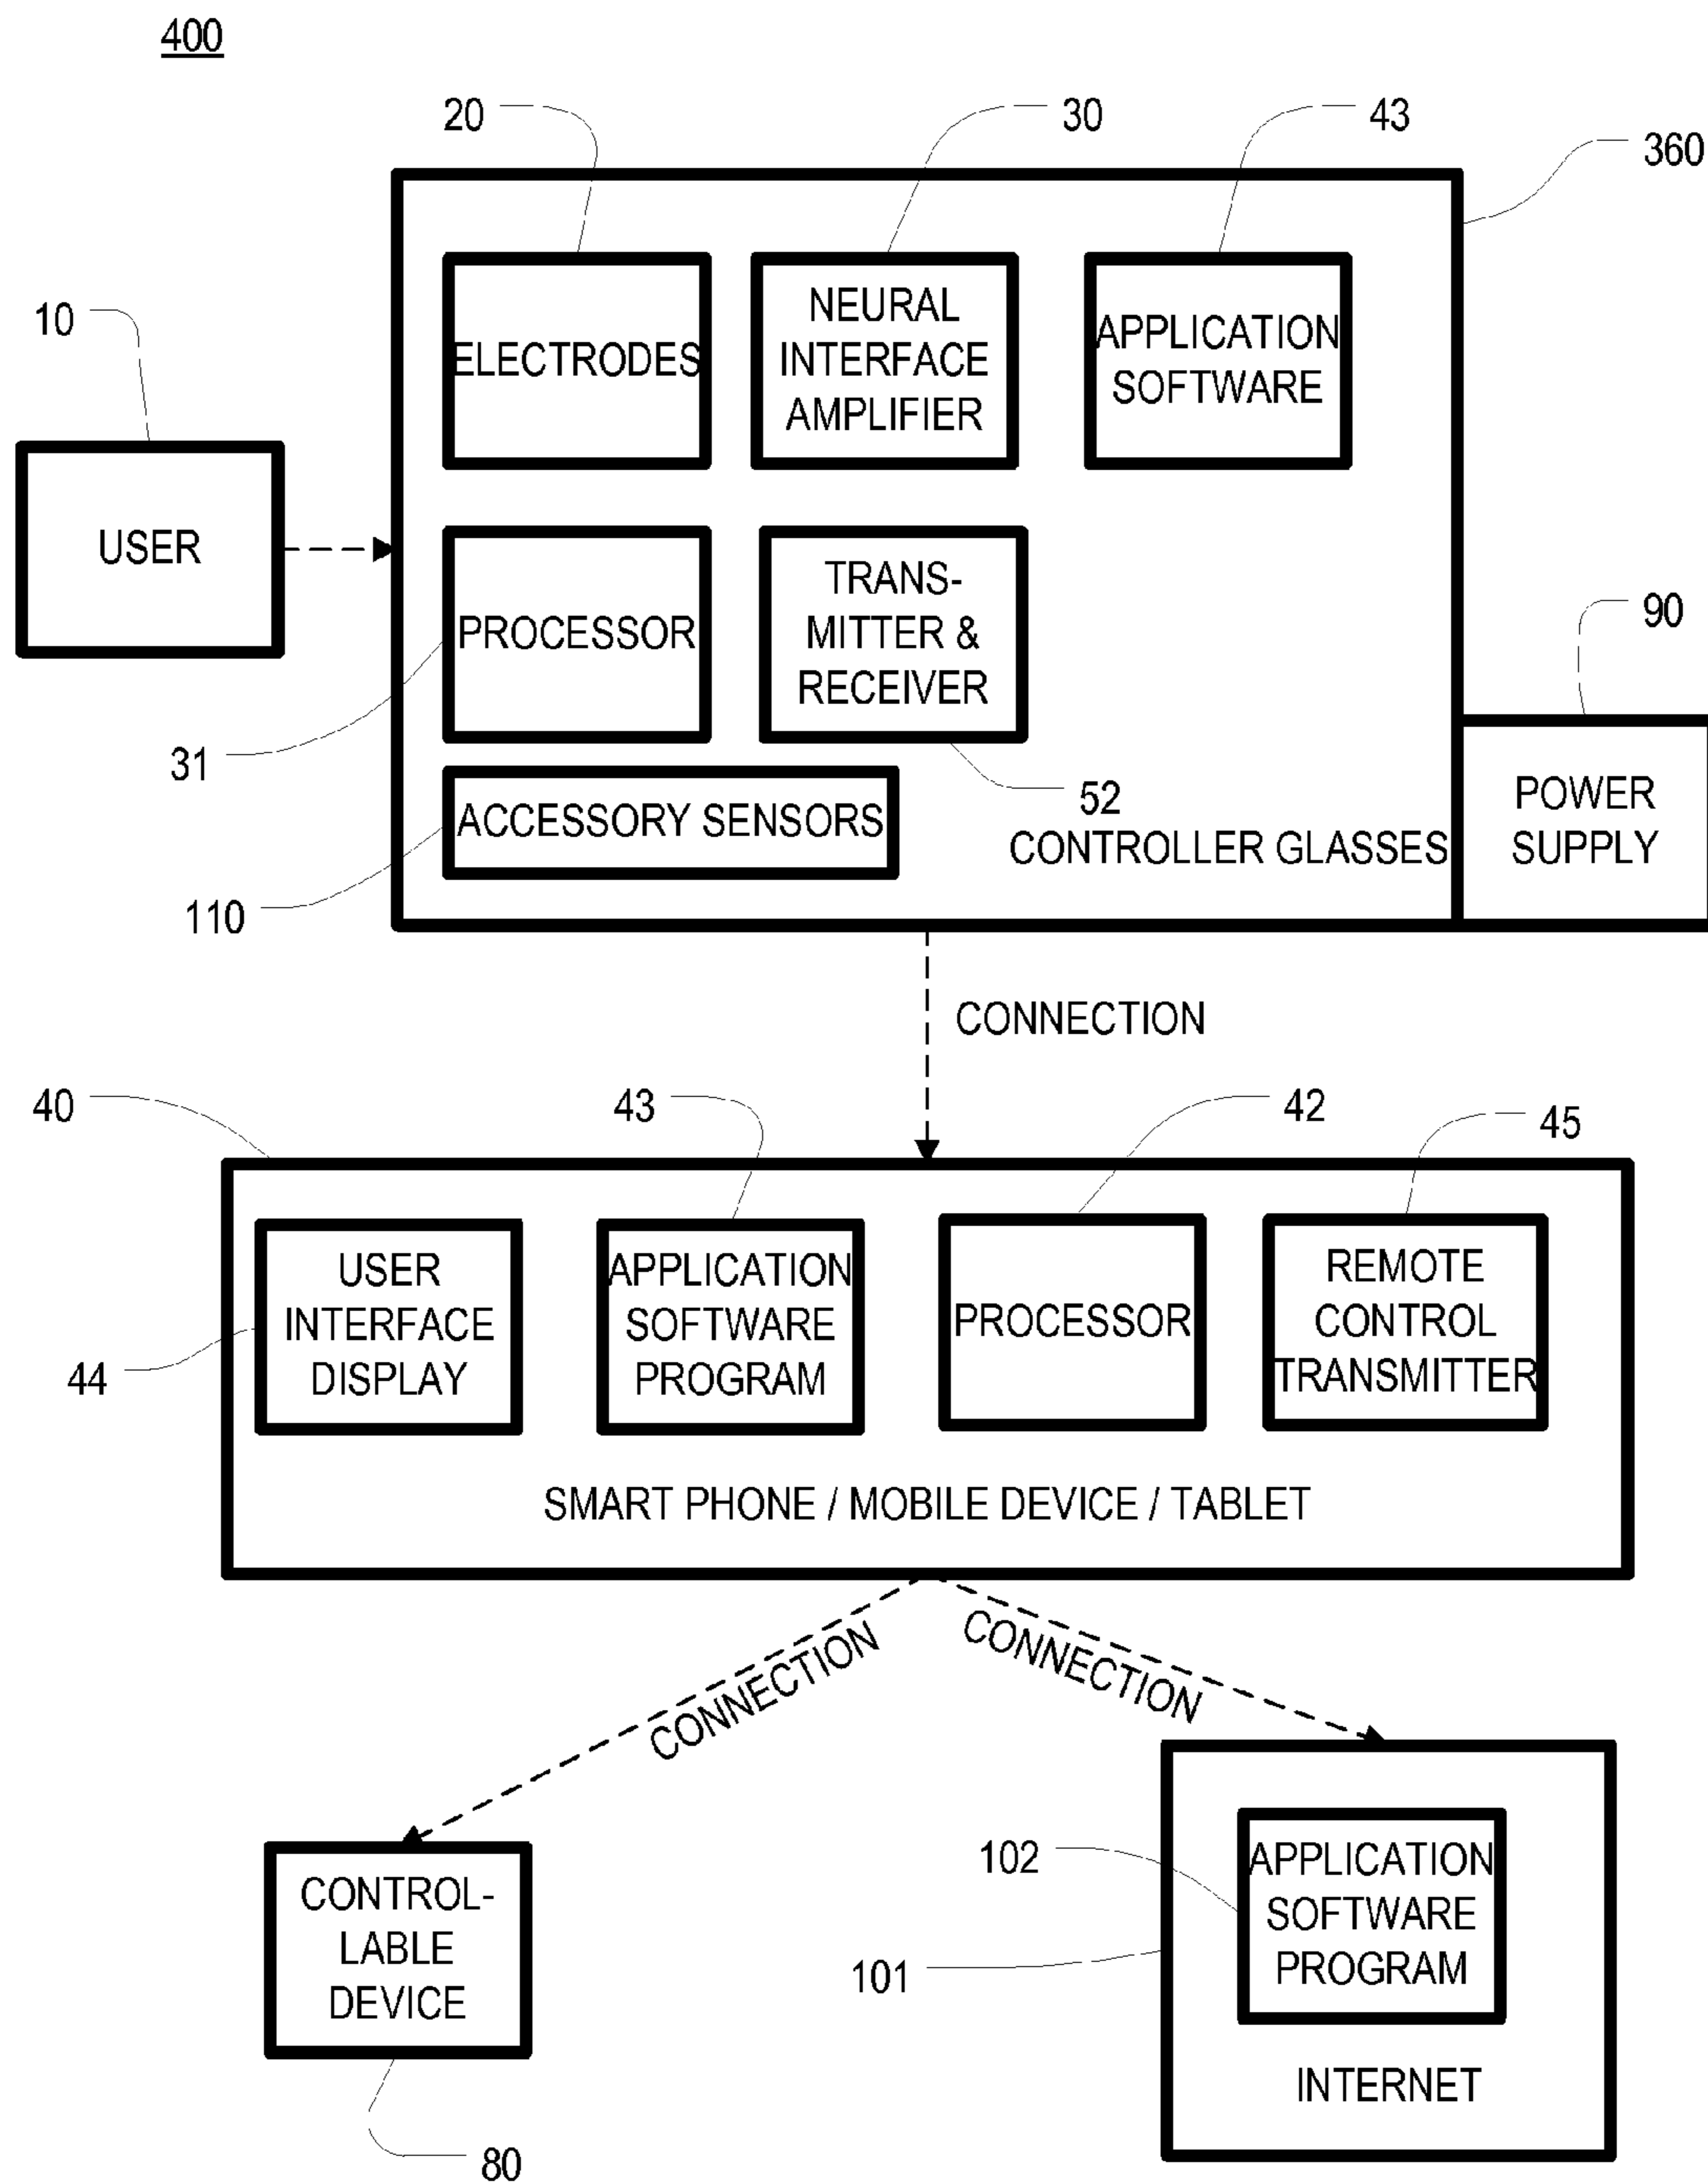 400
20
30
43
360
10
ELECTRODES
NEURAL
INTERFACE
AMPLIFIER
APPLICATION
SOFTWARE
USER
PROCESSOR
TRANS-
MITTER &
RECEIVER
90
31
52
ACCESSORY SENSORS
110
CONTROLLER GLASSES
POWER
SUPPLY
CONNECTION
40
43
42
45
USER
INTERFACE
DISPLAY
44
APPLICATION
SOFTWARE
PROGRAM
PROCESSOR
REMOTE
CONTROL
TRANSMITTER
SMART PHONE / MOBILE DEVICE / TABLET
CONNECTION
CONNECTION
CONTROL-
LABLE
DEVICE
80
102
101
APPLICATION
SOFTWARE
PROGRAM
INTERNET